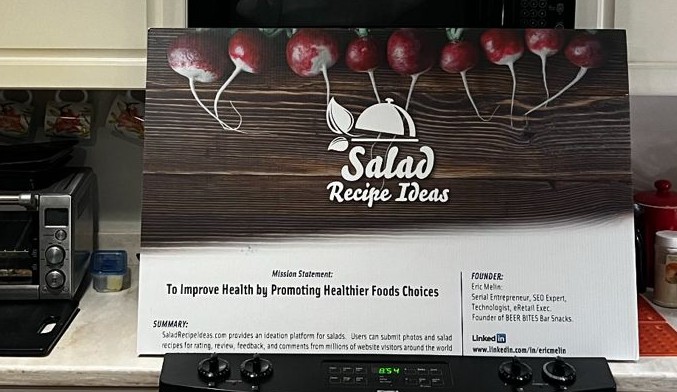 Salad
Recipe Ideas
Mission Statement:
To Improve Health by Promoting Healthier Foods Choices
SUMMARY:
SaladRecipeIdeas.com provides an ideation platform for salads. Users can submit photos and salad
recipes for rating, review, feedback, and comments from millions of website visitors around the world
FOUNDER:
Eric Melin:
Serial Entrepreneur, SEO Expert,
Technologist, eRetail Exec.
Founder of BEER BITES Bar Snacks.
Linked in
www.linkedin.com/in/ericmelin
8:54